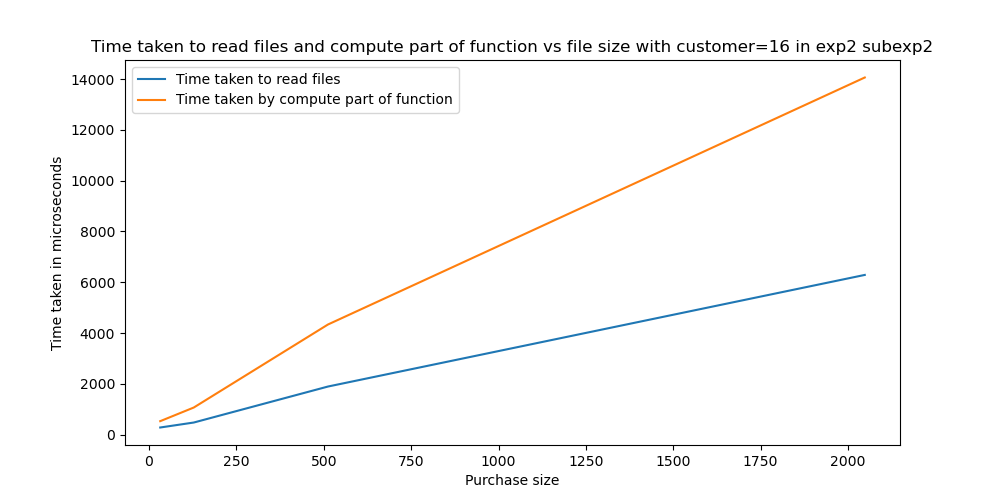 Time taken to read files and compute part of function vs file size with customer=16 in exp2 subexp2
Time taken to read files
Time taken by compute part of function
14000
12000
10000
8000
6000
4000
2000
0
Time taken in microseconds
0 250 500 750 1000 1250 1500 1750 2000
Purchase size